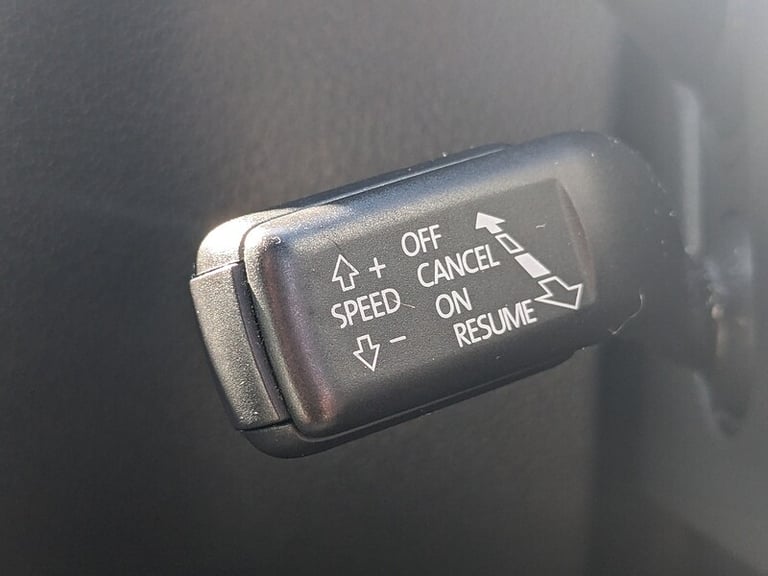 +
SPEED
−
OFF
CANCEL
ON
RESUME